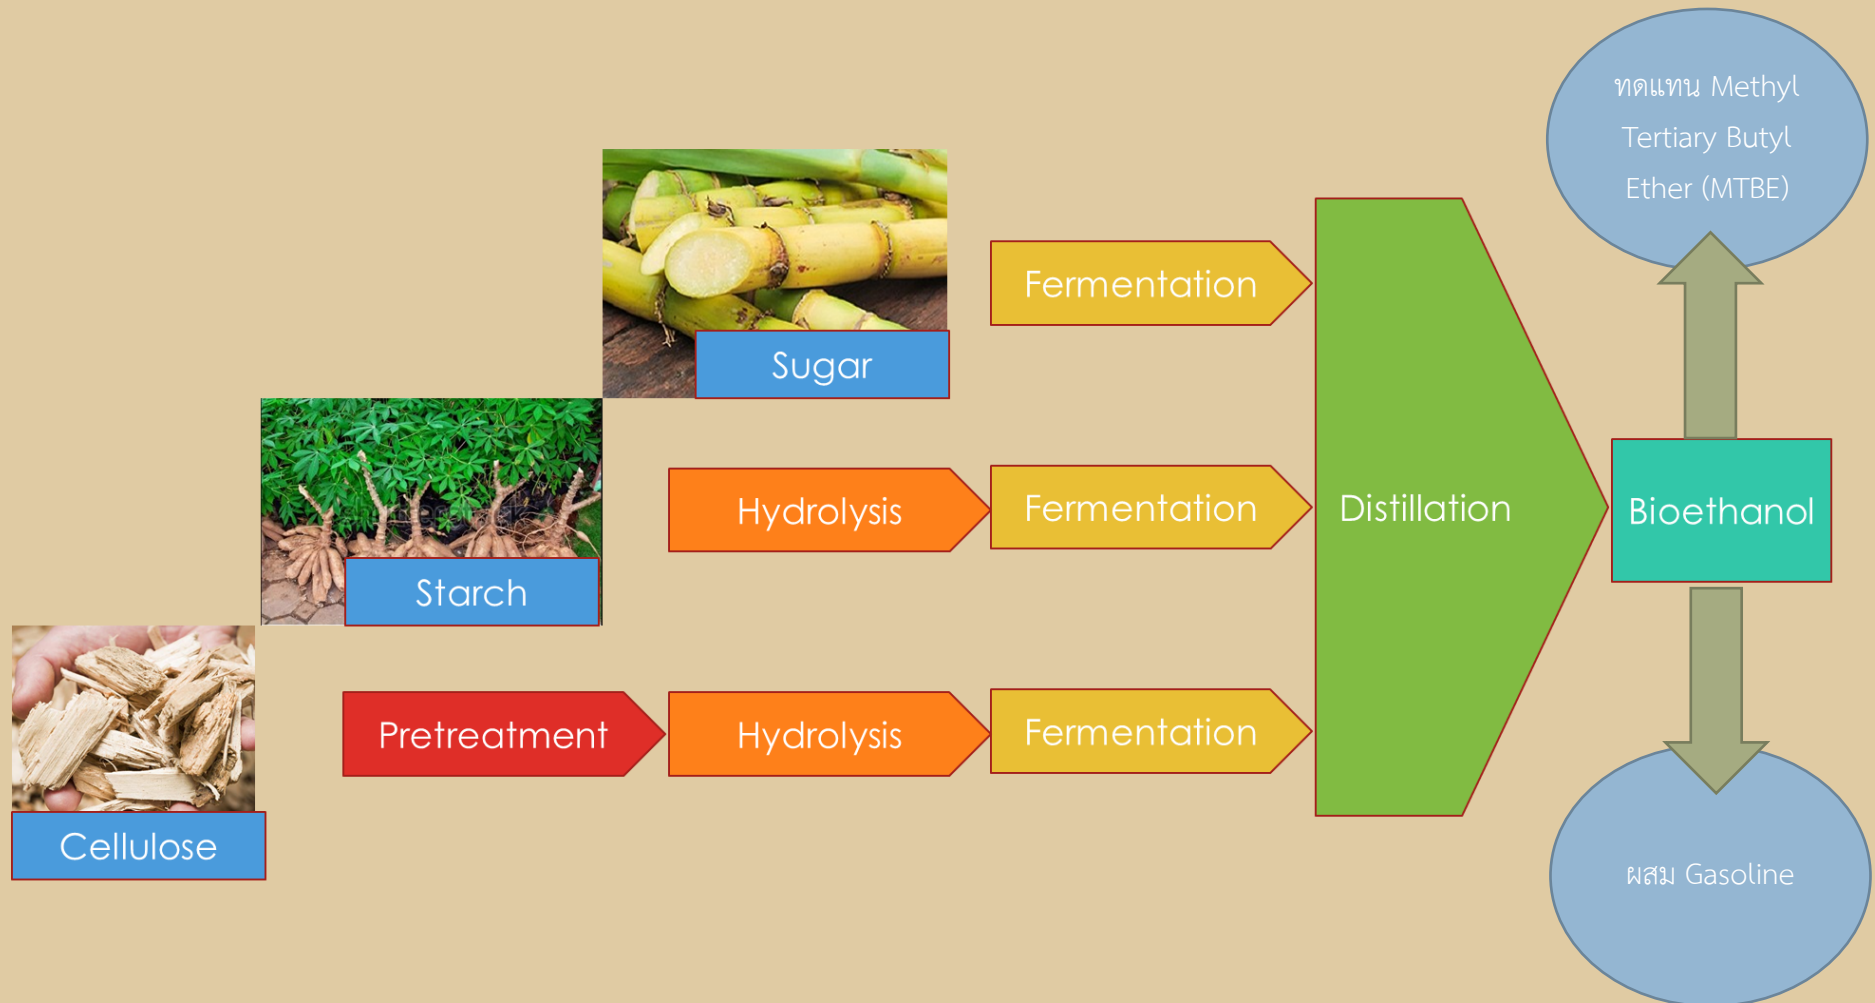 ทดแทน Methyl
Tertiary Butyl
Ether (MTBE)
Sugar
Fermentation
Starch
Hydrolysis
Fermentation
Distillation
Bioethanol
Cellulose
Pretreatment
Hydrolysis
Fermentation
ผสม Gasoline